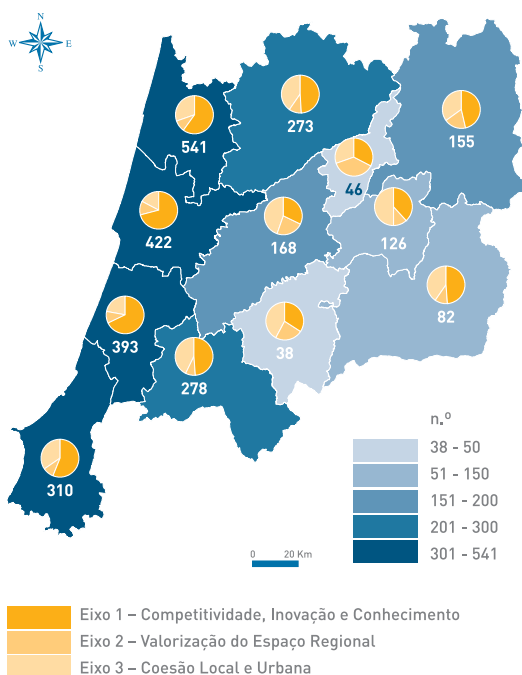 N
W E
S
541
273
155
46
422
168
126
82
393
38
278
310
n.º
38 - 50
51 - 150
151 - 200
201 - 300
301 - 541
0 20 Km
Eixo 1 – Competitividade, Inovação e Conhecimento
Eixo 2 – Valorização do Espaço Regional
Eixo 3 – Coesão Local e Urbana